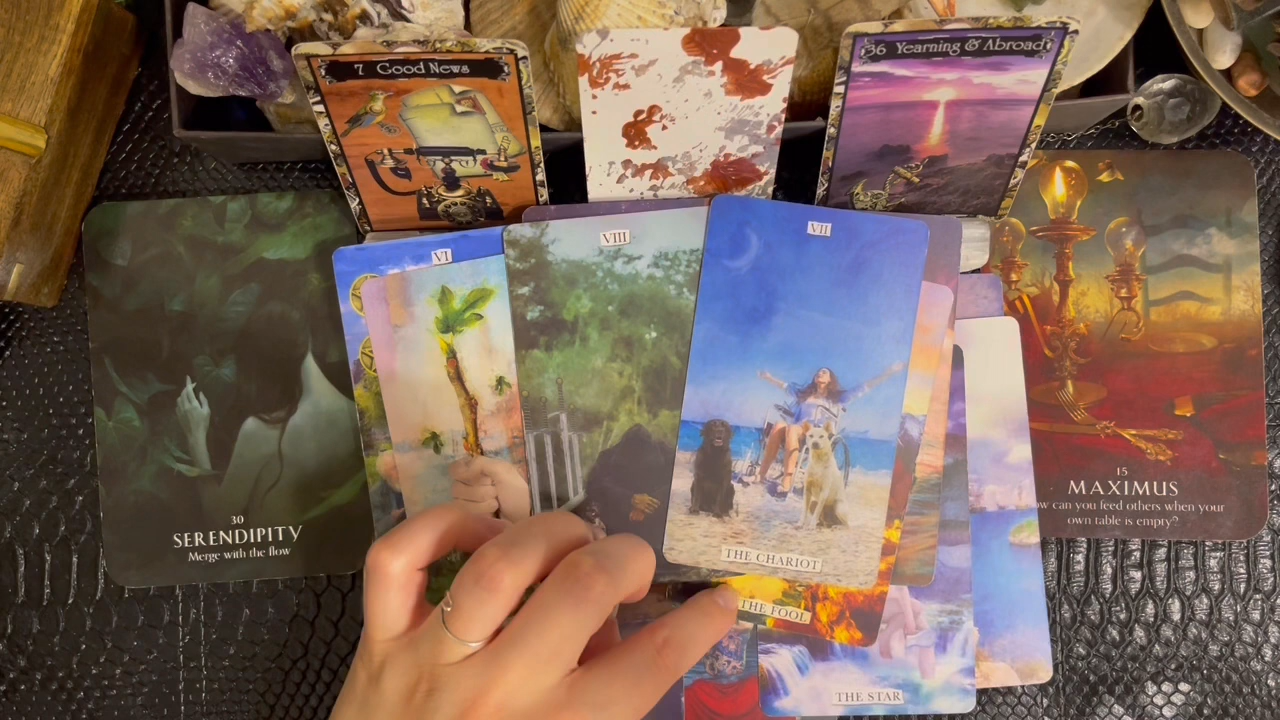 7 Good News
36 Yearning & Abroad
30
SERENDIPITY
Merge with the flow
VI
VIII
VII
THE CHARIOT
THE FOOL
THE STAR
15
MAXIMUS
can you feed others when your
own table is empty?